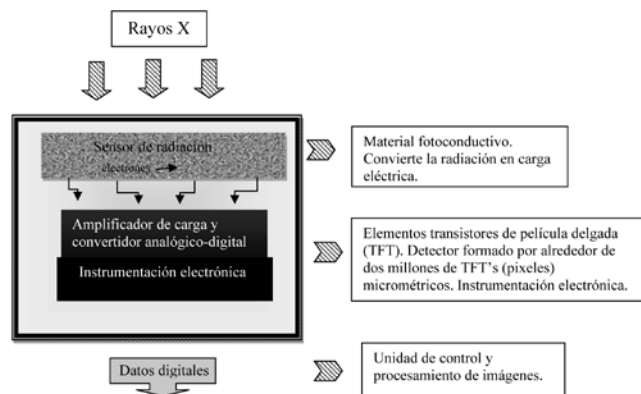 Rayos X
Sensor de radiación
electrones
Material fotoconductivo.
Convierte la radiación en carga
eléctrica.
Amplificador de carga y
convertidor analógico-digital
Instrumentación electrónica
Elementos transistores de película delgada
(TFT). Detector formado por alrededor de
dos millones de TFT's (pixeles)
micrométricos. Instrumentación electrónica.
Datos digitales
Unidad de control y
procesamiento de imágenes.